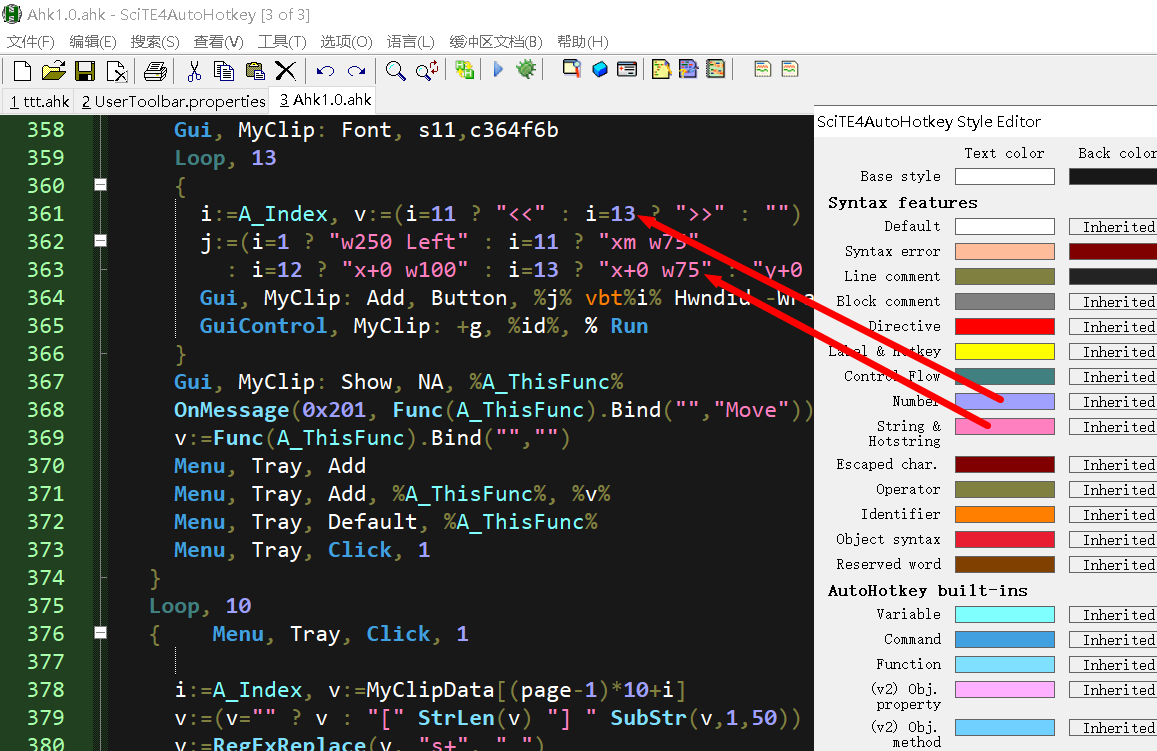 Ahk1.0.ahk - SciTE4AutoHotkey [3 of 3]
文件(F) 编辑(E) 搜索(S) 查看(V) 工具(T) 选项(O) 语言(L) 缓冲区文档(B) 帮助(H)
1 ttt.ahk 2 UserToolbar.properties 3 Ahk1.0.ahk
358 Gui, MyClip: Font, s11,c364f6b
359 Loop, 13
360 {
361 i:=A_Index, v:=(i=11 ? "<<" : i=13 ? ">>" : "")
362 j:=(i=1 ? "w250 Left" : i=11 ? "xm w75"
363 : i=12 ? "x+0 w100" : i=13 ? "x+0 w75" : "y+0
364 Gui, MyClip: Add, Button, %j% vbt%i% Hwndid -Wra
365 GuiControl, MyClip: +g, %id%, % Run
366 }
367 Gui, MyClip: Show, NA, %A_ThisFunc%
368 OnMessage(0x201, Func(A_ThisFunc).Bind("","Move"))
369 v:=Func(A_ThisFunc).Bind("","")
370 Menu, Tray, Add
371 Menu, Tray, Add, %A_ThisFunc%, %v%
372 Menu, Tray, Default, %A_ThisFunc%
373 Menu, Tray, Click, 1
374 }
375 Loop, 10
376 { Menu, Tray, Click, 1
377
378 i:=A_Index, v:=MyClipData[(page-1)*10+i]
379 v:=(v="" ? v : "[" StrLen(v) "] " SubStr(v,1,50))
380 v:=RegExReplace(v, "s+", " ")
SciTE4AutoHotkey Style Editor
Text color Back color
Base style
Syntax features
Default Inherited
Syntax error
Line comment
Block comment Inherited
Directive Inherited
Label & Hotkey Inherited
Control Flow Inherited
Number Inherited
String & Inherited
Hotstring
Escaped char. Inherited
Operator Inherited
Identifier Inherited
Object syntax Inherited
Reserved word Inherited
AutoHotkey built-ins
Variable Inherited
Command Inherited
Function Inherited
(v2) Obj. Inherited
property
(v2) Obj. Inherited
method